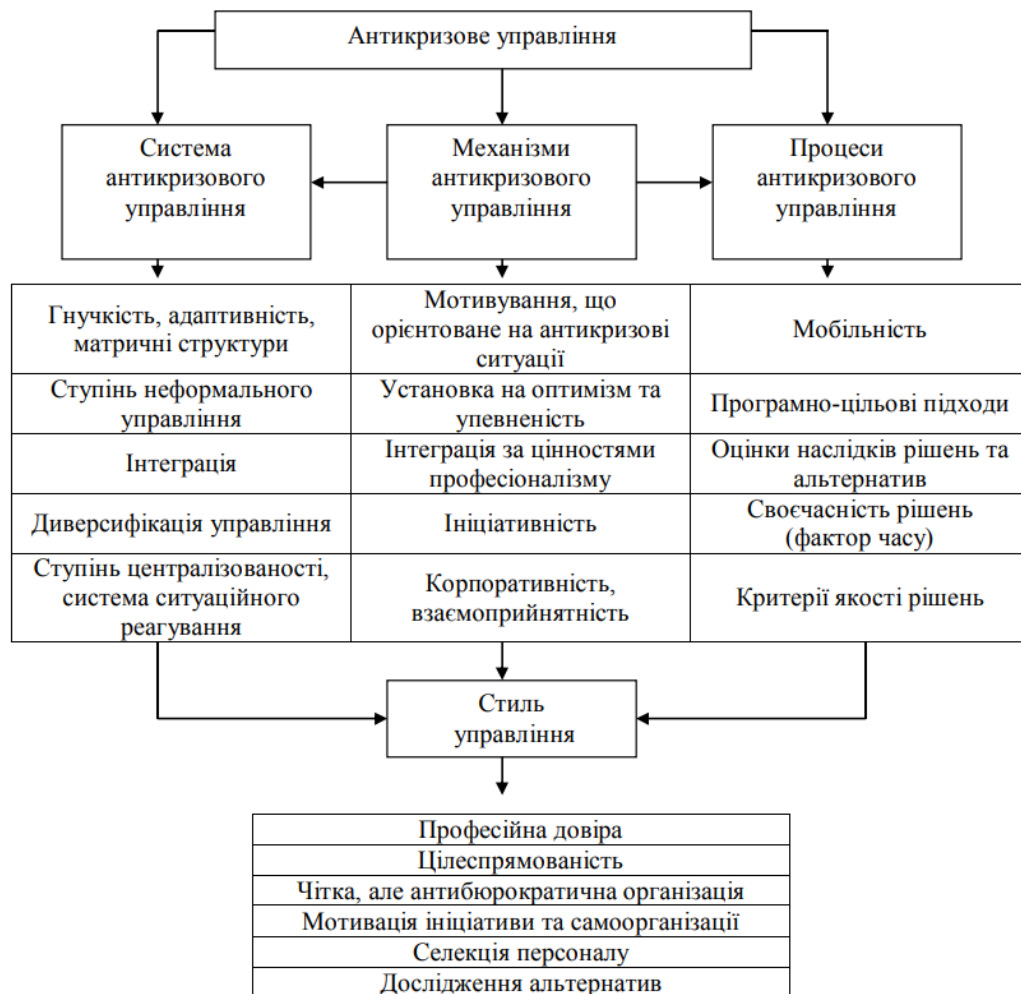 Антикризове управління
Система
антикризового
управління
Механізми
антикризового
управління
Процеси
антикризового
управління
Гнучкість, адаптивність,
матричні структури
Мотивування, що
орієнтоване на антикризові
ситуації
Мобільність
Ступінь неформального
управління
Установка на оптимізм та
упевненість
Програмно-цільові підходи
Інтеграція
Інтеграція за цінностями
професіоналізму
Оцінки наслідків рішень та
альтернатив
Диверсифікація управління
Ініціативність
Своєчасність рішень
(фактор часу)
Ступінь централізованості,
система ситуаційного
реагування
Корпоративність,
взаємоприйнятність
Критерії якості рішень
Стиль
управління
Професійна довіра
Цілеспрямованість
Чітка, але антибюрократична організація
Мотивація ініціативи та самоорганізації
Селекція персоналу
Дослідження альтернатив